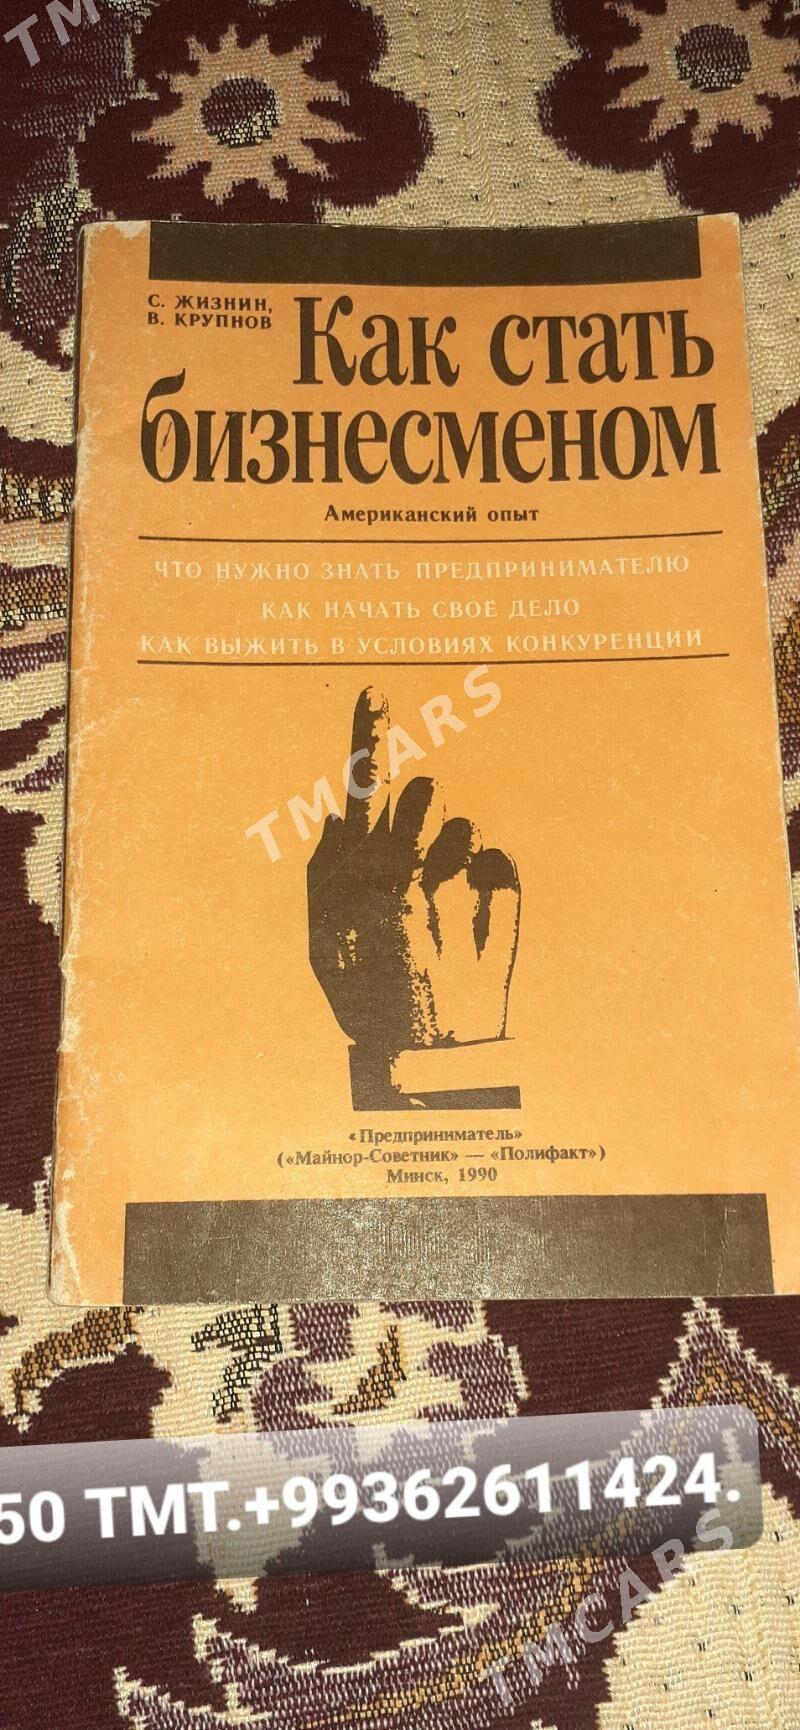 TM
С. ЖИЗНИН,
В. КРУПНОВ
Как стать
бизнесменом
Американский опыт
ЧТО НУЖНО ЗНАТЬ ПРЕДПРИНИМАТЕЛЮ
КАК НАЧАТЬ СВОЕ ДЕЛО
КАК ВЫЖИТЬ В УСЛОВИЯХ КОНКУРЕНЦИИ
TMCARS
«Предприниматель»
(«Майнор-Советник» — «Полифакт»)
Минск, 1990
50 ТМТ.+99362611424.
TMCARS